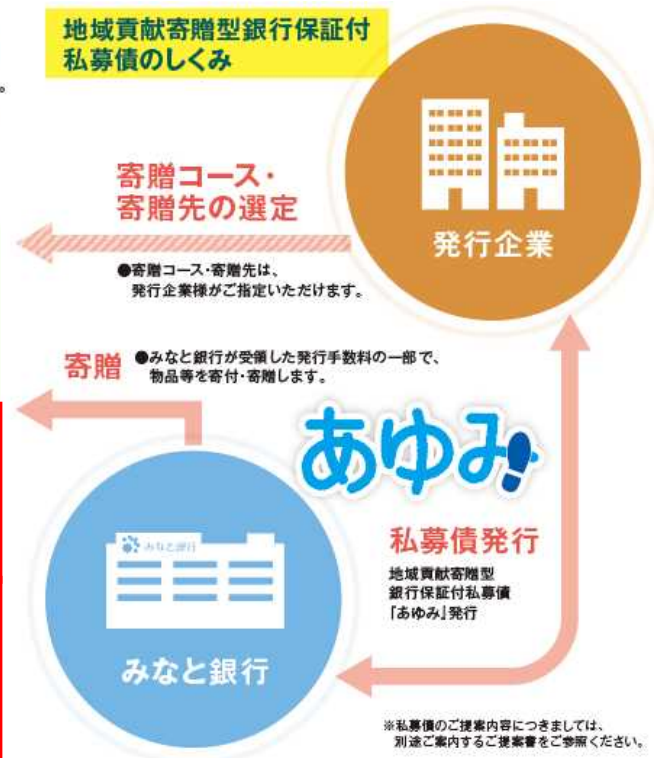 地域貢献寄贈型銀行保証付
私募債のしくみ
。
寄贈コース・
寄贈先の選定
●寄贈コース・寄贈先は、
発行企業様がご指定いただけます。
発行企業
寄贈
●みなと銀行が受領した発行手数料の一部で、
物品等を寄付・寄贈します。
あゆみ
みなと銀行
私募債発行
地域貢献寄贈型
銀行保証付私募債
「あゆみ」発行
みなと銀行
※私募債のご提案内容につきましては、
別途ご案内するご提案書をご参照ください。